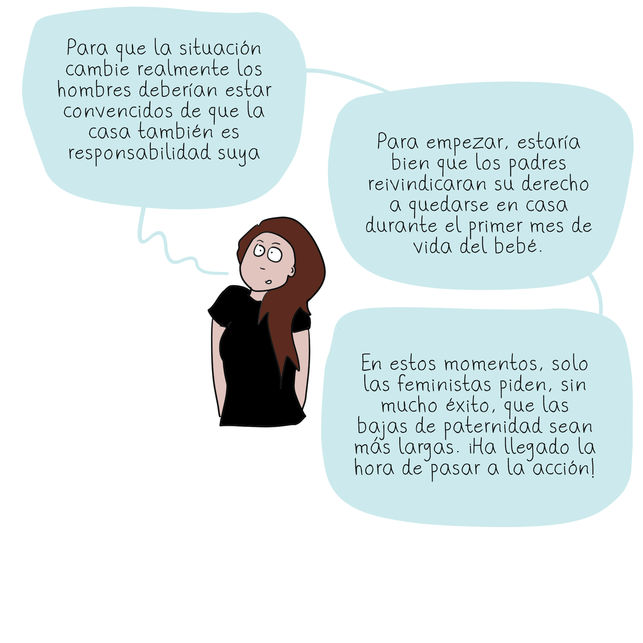 Para que la situación
cambie realmente los
hombres deberían estar
convencidos de que la
casa también es
responsabilidad suya
Para empezar, estaría
bien que los padres
reivindicaran su derecho
a quedarse en casa
durante el primer mes de
vida del bebé.
En estos momentos, solo
las feministas piden, sin
mucho éxito, que las
bajas de paternidad sean
más largas. ¡Ha llegado la
hora de pasar a la acción!